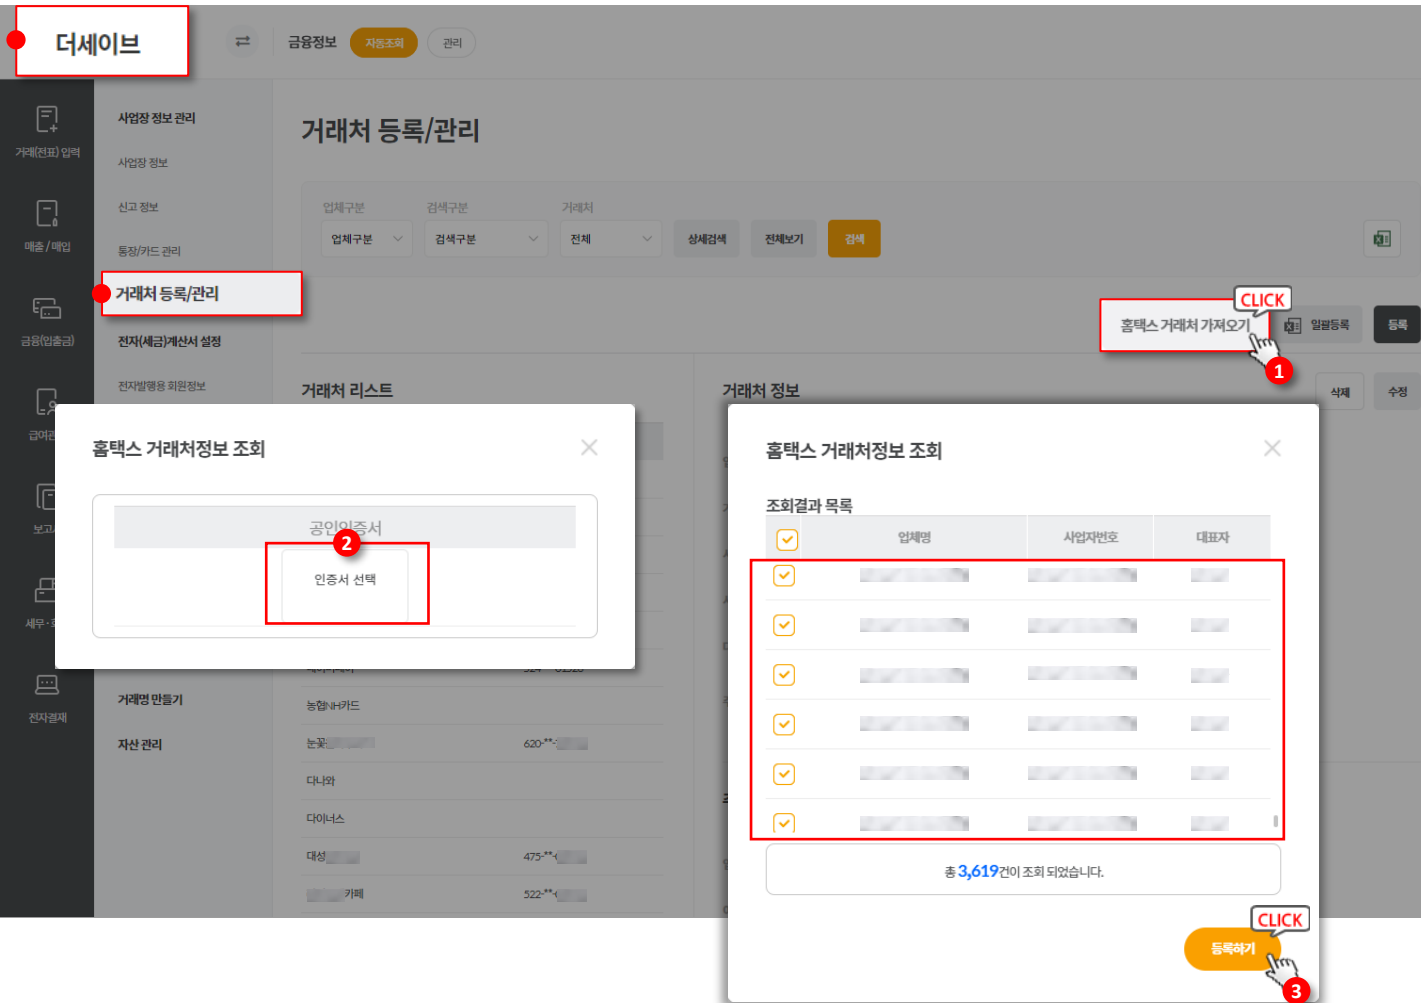 더세이브
금융정보 자동조회 관리
거래(전표) 입력
매출 / 매입
금융(입출금)
전자결재
사업장 정보 관리
사업장 정보
신고 정보
통장/카드 관리
거래처 등록/관리
전자(세금)계산서 설정
전자발행용 회원정보
거래명 만들기
자산 관리
거래처 등록/관리
업체구분 검색구분 거래처
업체구분 검색구분 전체 상세검색 전체보기 검색
CLICK
홈택스 거래처 가져오기 일괄등록 등록
1
거래처 리스트
거래처 정보 삭제 수정
홈택스 거래처정보 조회
공인인증서
2
인증서 선택
농협NH카드
눈꽃 620-**-
다나와
다이너스
대성 475-**-
카페 522-**-
홈택스 거래처정보 조회
조회결과 목록
업체명 사업자번호 대표자
총 3,619건이 조회 되었습니다.
CLICK
등록하기
3